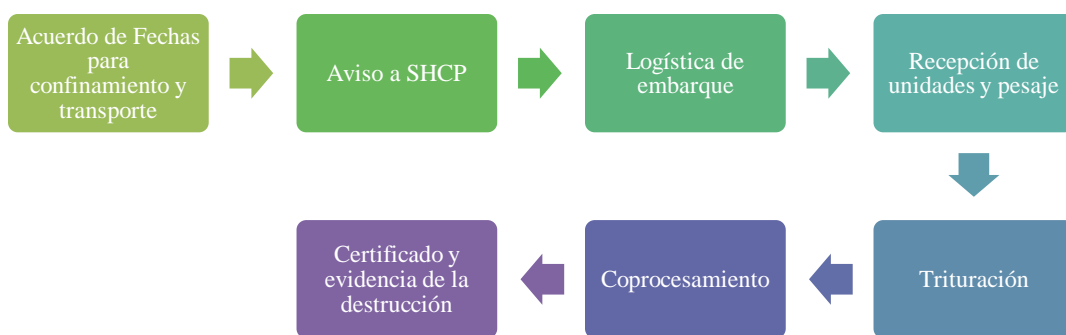 Acuerdo de Fechas
para
confinamiento y
transporte
Aviso a SHCP
Logística de
embarque
Recepción de
unidades y pesaje
Trituración
Coprocesamiento
Certificado y
evidencia de la
destrucción